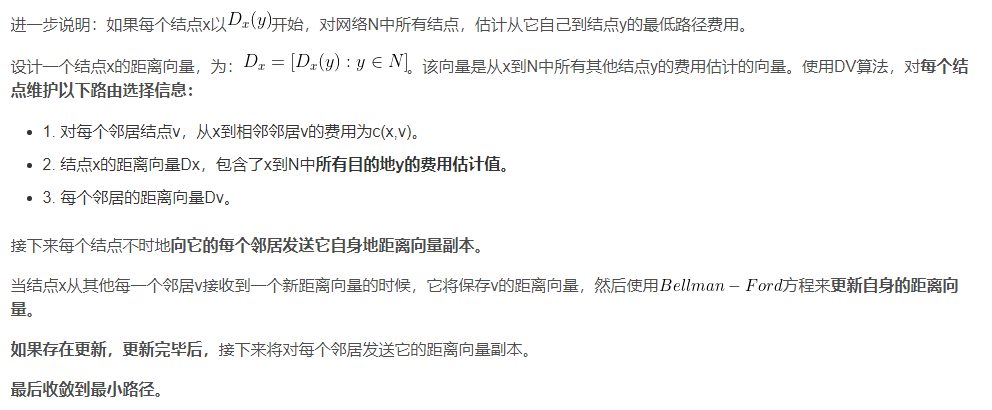 进一步说明：如果每个结点x以D_x(y)开始，对网络N中所有结点，估计从它自己到结点y的最低路径费用。
设计一个结点x的距离向量，为：D_x = [D_x(y) : y ∈ N]。该向量是从x到N中所有其他结点y的费用估计的向量。使用DV算法，对每个结
点维护以下路由选择信息：
• 1. 对每个邻居结点v，从x到相邻邻居v的费用为c(x,v)。
• 2. 结点x的距离向量Dx，包含了x到N中所有目的地y的费用估计值。
• 3. 每个邻居的距离向量Dv。
接下来每个结点不时地向它的每个邻居发送它自身地距离向量副本。
当结点x从其他每一个邻居v接收到一个新距离向量的时候，它将保存v的距离向量，然后使用Bellman − Ford方程来更新自身的距离向
量。
如果存在更新，更新完毕后，接下来将对每个邻居发送它的距离向量副本。
最后收敛到最小路径。